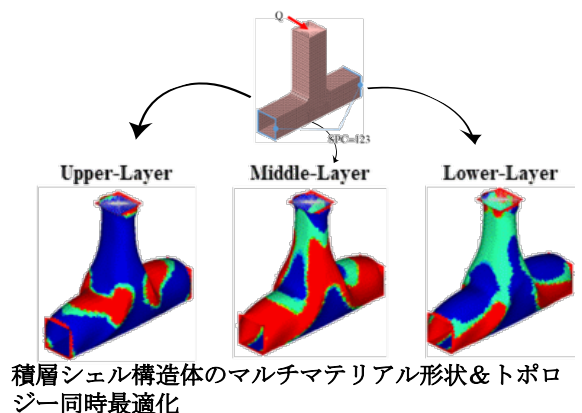 Q
SPC=123
Upper-Layer
Middle-Layer
Lower-Layer
積層シェル構造体のマルチマテリアル形状＆トポロ
ジー同時最適化